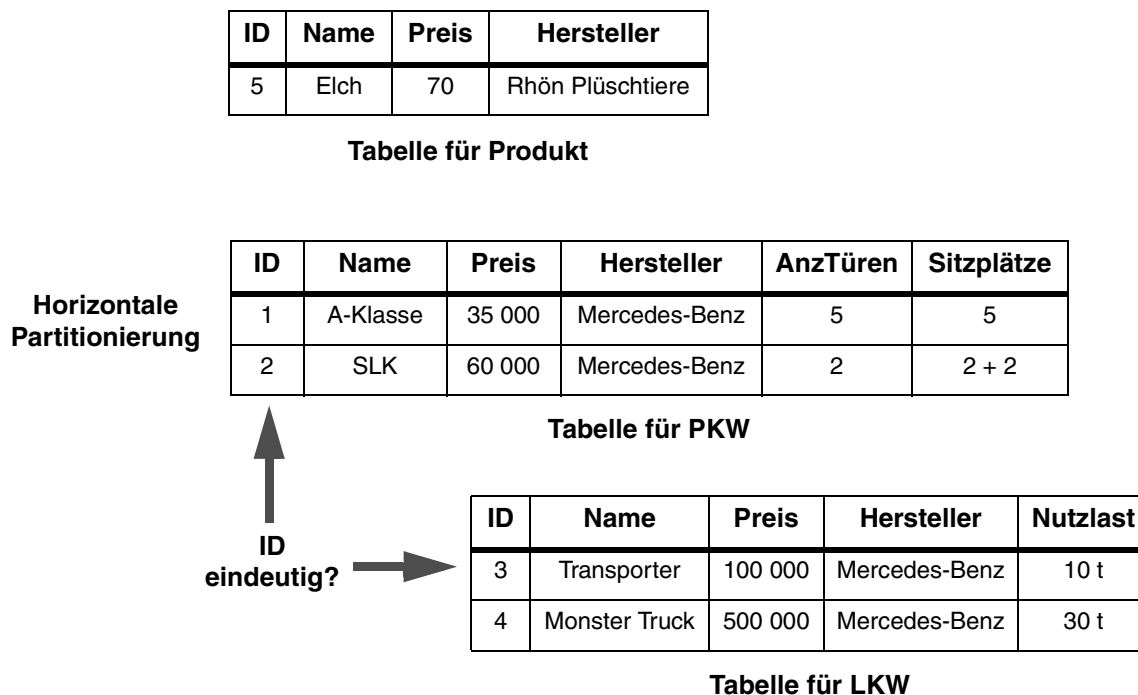 ID Name Preis Hersteller
5 Elch 70 Rhön Plüschtiere
Tabelle für Produkt
Horizontale
Partitionierung
ID Name Preis Hersteller AnzTüren Sitzplätze
1 A-Klasse 35 000 Mercedes-Benz 5 5
2 SLK 60 000 Mercedes-Benz 2 2 + 2
Tabelle für PKW
ID
eindeutig?
ID Name Preis Hersteller Nutzlast
3 Transporter 100 000 Mercedes-Benz 10 t
4 Monster Truck 500 000 Mercedes-Benz 30 t
Tabelle für LKW